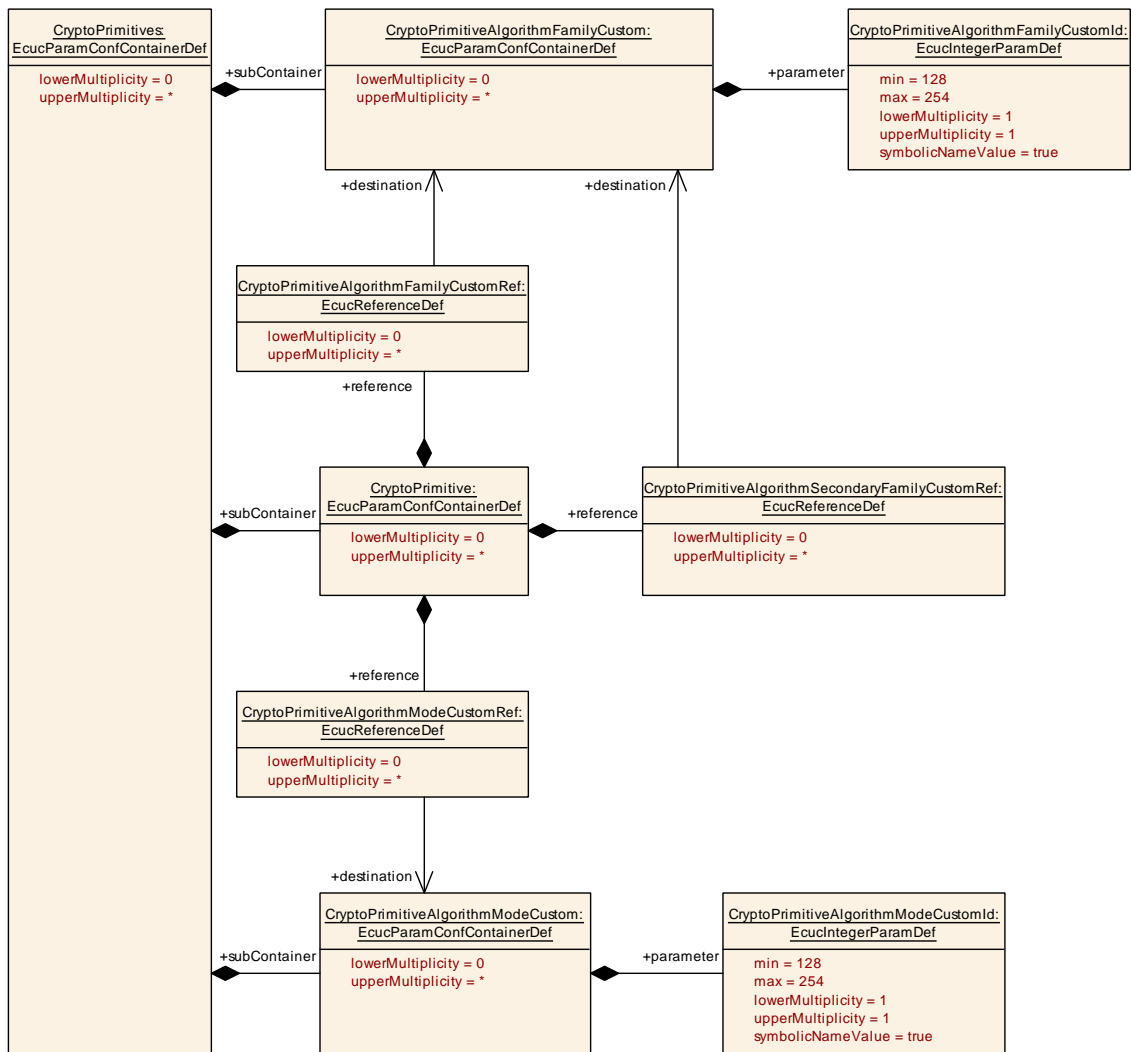 CryptoPrimitives:
EcucParamConfContainerDef
lowerMultiplicity = 0
upperMultiplicity = *
+subContainer
CryptoPrimitiveAlgorithmFamilyCustom:
EcucParamConfContainerDef
lowerMultiplicity = 0
upperMultiplicity = *
+parameter
CryptoPrimitiveAlgorithmFamilyCustomId:
EcucIntegerParamDef
min = 128
max = 254
lowerMultiplicity = 1
upperMultiplicity = 1
symbolicNameValue = true
+destination
+destination
CryptoPrimitiveAlgorithmFamilyCustomRef:
EcucReferenceDef
lowerMultiplicity = 0
upperMultiplicity = *
+reference
+subContainer
CryptoPrimitive:
EcucParamConfContainerDef
lowerMultiplicity = 0
upperMultiplicity = *
+reference
CryptoPrimitiveAlgorithmSecondaryFamilyCustomRef:
EcucReferenceDef
lowerMultiplicity = 0
upperMultiplicity = *
+reference
CryptoPrimitiveAlgorithmModeCustomRef:
EcucReferenceDef
lowerMultiplicity = 0
upperMultiplicity = *
+destination
+subContainer
CryptoPrimitiveAlgorithmModeCustom:
EcucParamConfContainerDef
lowerMultiplicity = 0
upperMultiplicity = *
+parameter
CryptoPrimitiveAlgorithmModeCustomId:
EcucIntegerParamDef
min = 128
max = 254
lowerMultiplicity = 1
upperMultiplicity = 1
symbolicNameValue = true